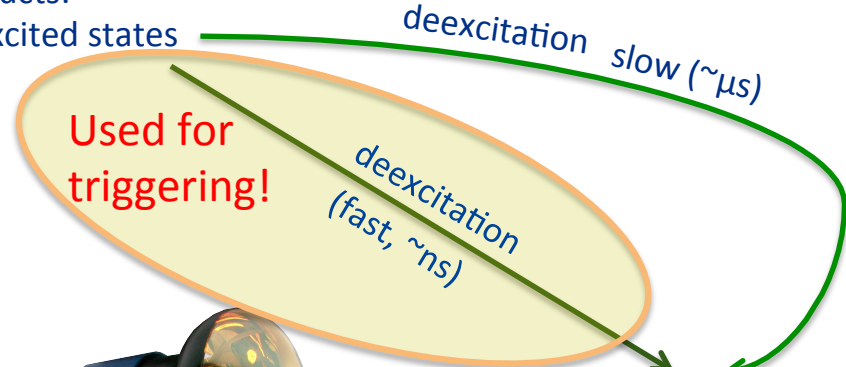 xcited states
deexcitation slow (~μs)
Used for
triggering!
deexcitation
(fast, ~ns)